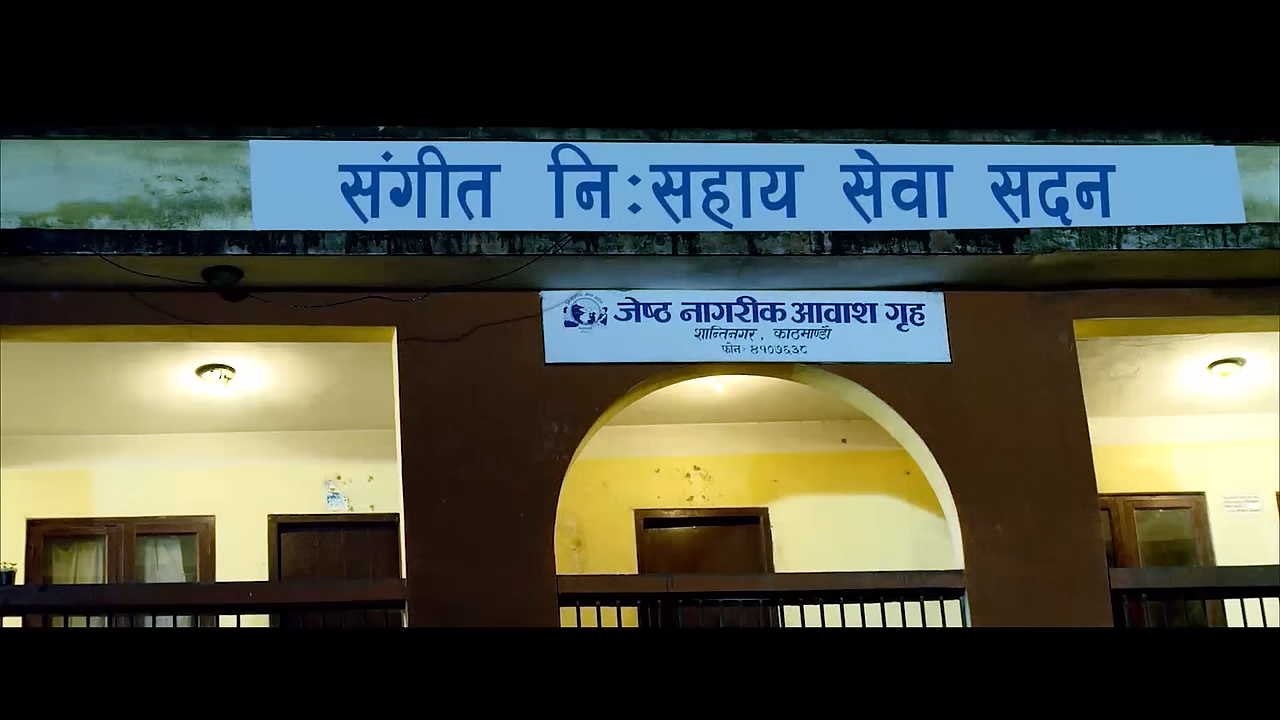 संगीत नि:सहाय सेवा सदन
जेष्ठ नागरीक आवाश गृह
शान्तिनगर, काठमाण्डौ
फोनः ४१०७६३८